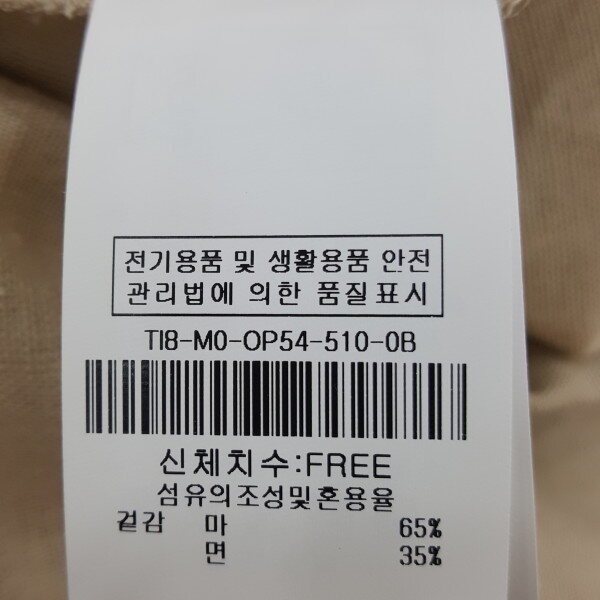 전기용품 및 생활용품 안전
관리법에 의한 품질표시
TI8-M0-OP54-510-0B
신체치수:FREE
섬유의조성및혼용율
겉감 마 65%
면 35%